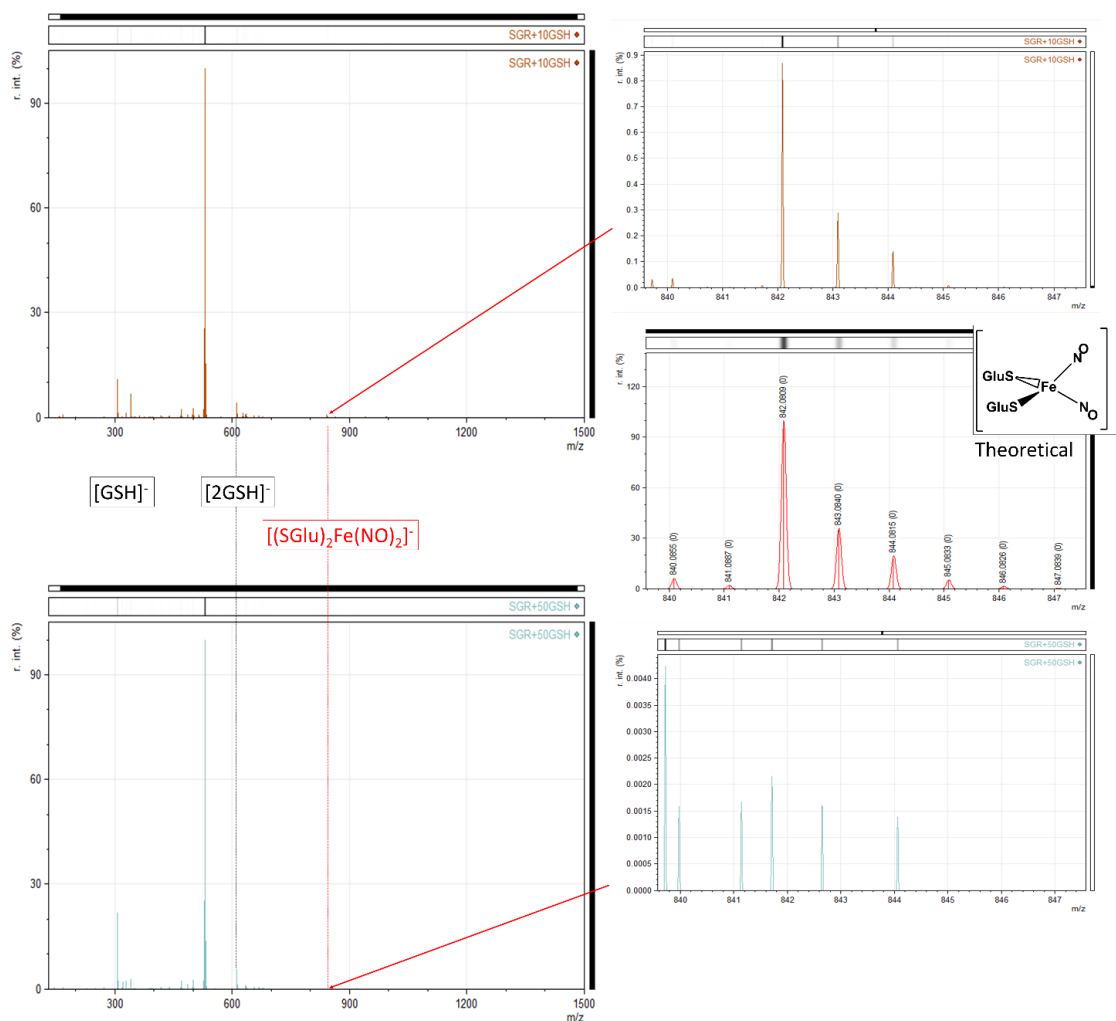 SGR+10GSH
SGR+10GSH
r. int. (%)
90
60
30
0
300
600
900
1200
1500
m/z
SGR+10GSH
SGR+10GSH
r. int. (%)
0.9
0.8
0.7
0.6
0.5
0.4
0.3
0.2
0.1
0.0
840
841
842
843
844
845
846
847
m/z
r. int. (%)
120
90
60
30
0
840.0855 (0)
841.0867 (0)
842.0809 (0)
843.0840 (0)
844.0815 (0)
845.0833 (0)
846.0826 (0)
847.0839 (0)
840
841
842
843
844
845
846
847
m/z
GluS
GluS
Fe
NO
NO
Theoretical
[GSH]-
[2GSH]-
[(SGlu)2Fe(NO)2]-
SGR+50GSH
SGR+50GSH
r. int. (%)
90
60
30
0
300
600
900
1200
1500
m/z
SGR+50GSH
SGR+50GSH
r. int. (%)
0.0040
0.0035
0.0030
0.0025
0.0020
0.0015
0.0010
0.0005
0.0000
840
841
842
843
844
845
846
847
m/z